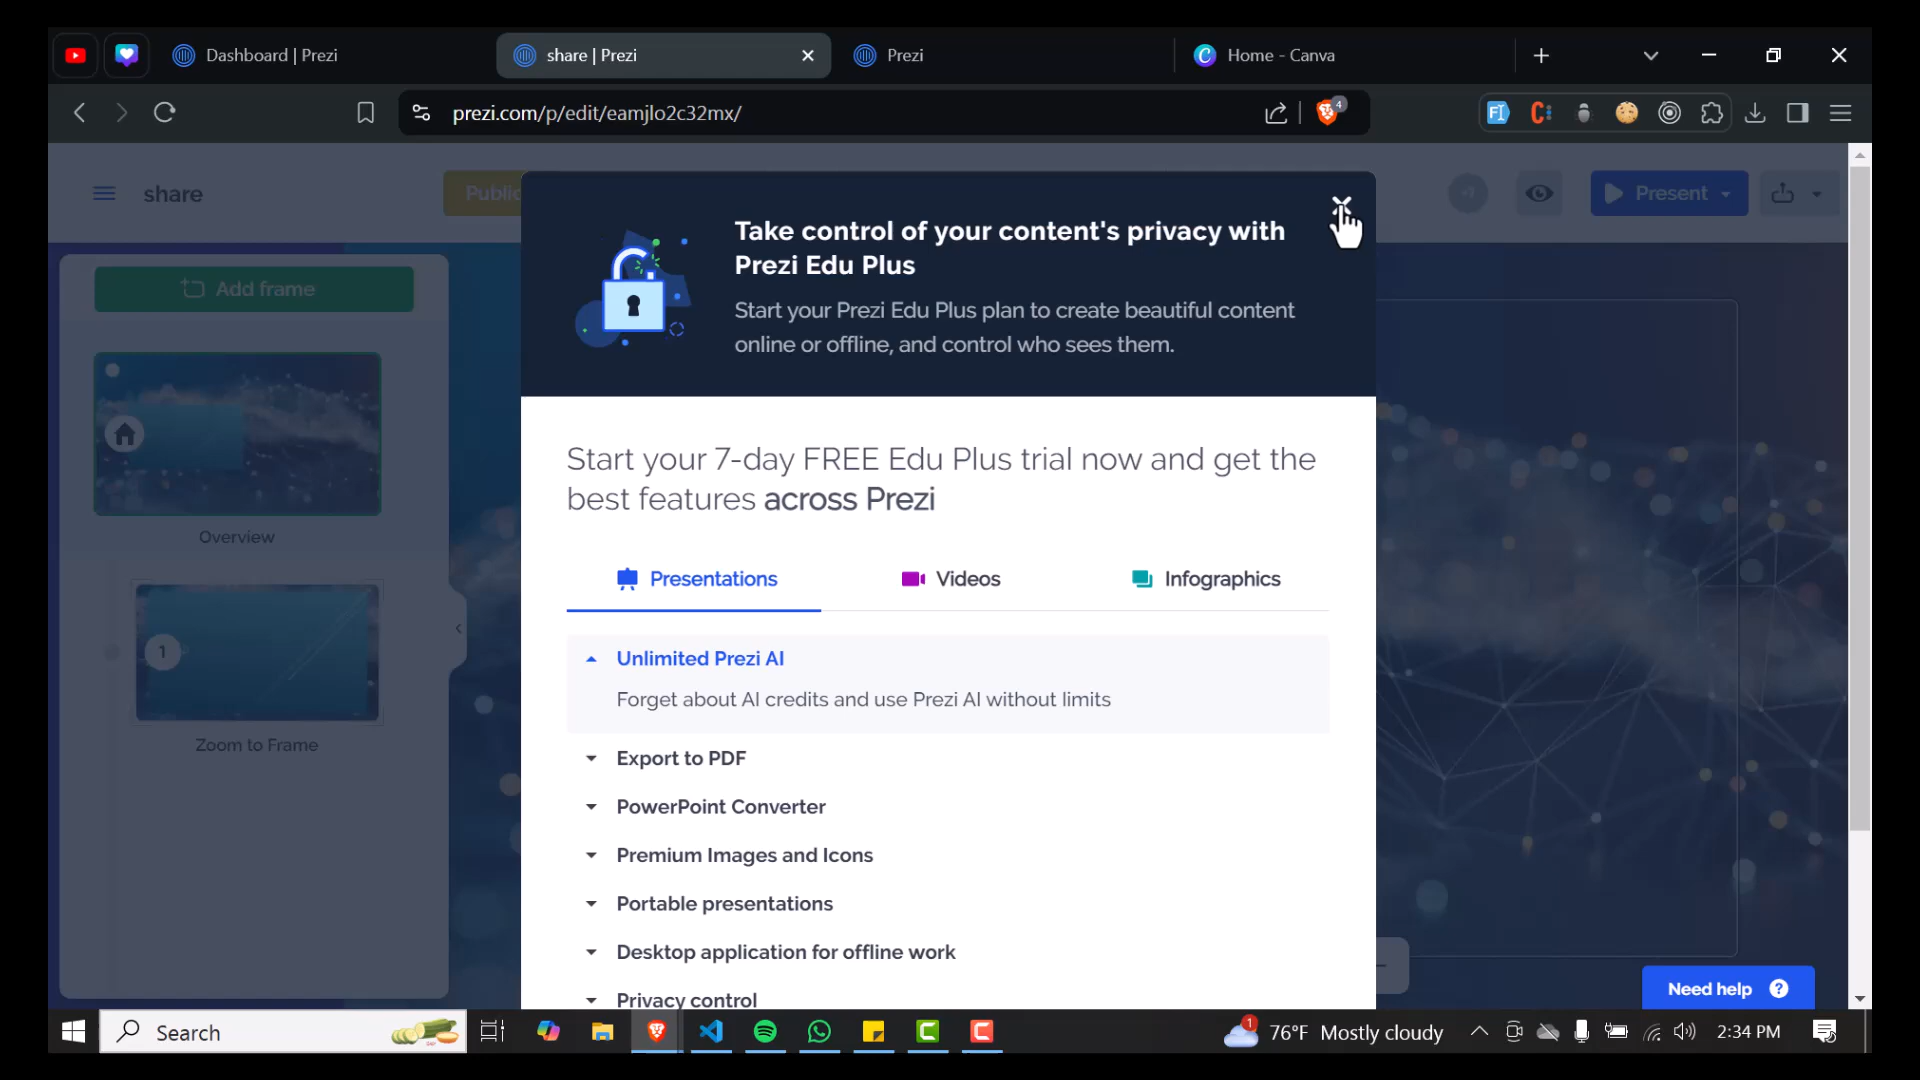 Dashboard | Prezi
share | Prezi
Prezi
Home - Canva
prezi.com/p/edit/eamjlo2c32mx/
4
share
Public
Present
Take control of your content's privacy with
Prezi Edu Plus
Start your Prezi Edu Plus plan to create beautiful content
online or offline, and control who sees them.
Add frame
Overview
1
Zoom to Frame
Start your 7-day FREE Edu Plus trial now and get the
best features across Prezi
Presentations
Videos
Infographics
Unlimited Prezi AI
Forget about AI credits and use Prezi AI without limits
Export to PDF
PowerPoint Converter
Premium Images and Icons
Portable presentations
Desktop application for offline work
Privacy control
Need help ?
Search
1
76°F Mostly cloudy
2:34 PM